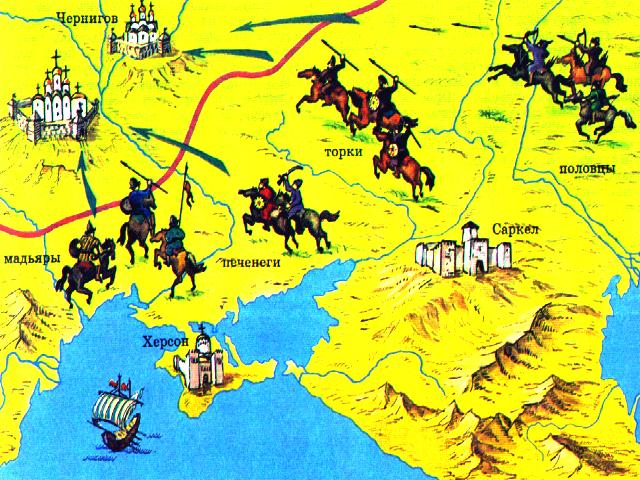 Чернигов
торки
половцы
Саркел
мадьяры
печенеги
Херсон